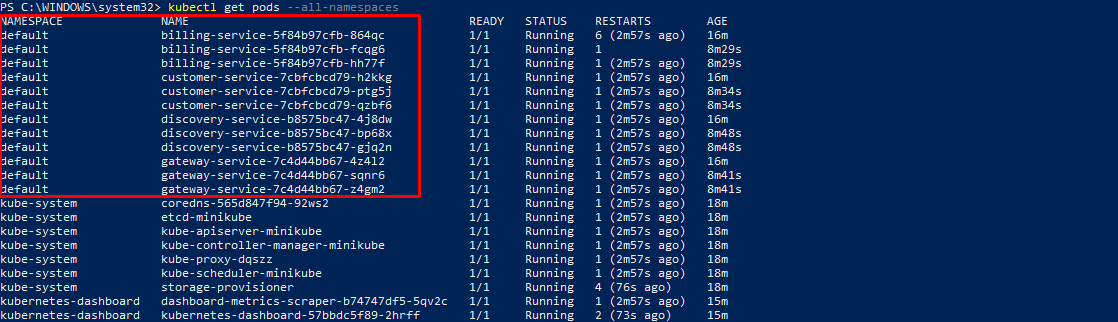 PS C:\WINDOWS\system32> kubectl get pods --all-namespaces
NAMESPACE NAME READY STATUS RESTARTS AGE
default billing-service-5f84b97cfb-864qc 1/1 Running 6 (2m57s ago) 16m
default billing-service-5f84b97cfb-fcqg6 1/1 Running 1 8m29s
default billing-service-5f84b97cfb-hh77f 1/1 Running 1 (2m57s ago) 8m29s
default customer-service-7cbfcbcd79-h2kkg 1/1 Running 1 (2m57s ago) 16m
default customer-service-7cbfcbcd79-ptg5j 1/1 Running 1 (2m57s ago) 8m34s
default customer-service-7cbfcbcd79-qzbf6 1/1 Running 1 (2m57s ago) 8m34s
default discovery-service-b8575bc47-4j8dw 1/1 Running 1 (2m57s ago) 16m
default discovery-service-b8575bc47-bp68x 1/1 Running 1 (2m57s ago) 8m48s
default discovery-service-b8575bc47-gjq2n 1/1 Running 1 (2m57s ago) 8m48s
default gateway-service-7c4d44bb67-4z4l2 1/1 Running 1 (2m57s ago) 16m
default gateway-service-7c4d44bb67-sqnr6 1/1 Running 1 (2m57s ago) 8m41s
default gateway-service-7c4d44bb67-z4gm2 1/1 Running 1 (2m57s ago) 8m41s
kube-system coredns-565d847f94-92ws2 1/1 Running 1 (2m57s ago) 18m
kube-system etcd-minikube 1/1 Running 1 (2m57s ago) 18m
kube-system kube-apiserver-minikube 1/1 Running 1 (2m57s ago) 18m
kube-system kube-controller-manager-minikube 1/1 Running 1 (2m57s ago) 18m
kube-system kube-proxy-dqszz 1/1 Running 1 (2m57s ago) 18m
kube-system kube-scheduler-minikube 1/1 Running 1 (2m57s ago) 18m
kube-system storage-provisioner 1/1 Running 4 (76s ago) 18m
kubernetes-dashboard dashboard-metrics-scraper-b74747df5-5qv2c 1/1 Running 1 (2m57s ago) 15m
kubernetes-dashboard kubernetes-dashboard-57bbdc5f89-2hrff 1/1 Running 2 (73s ago) 15m